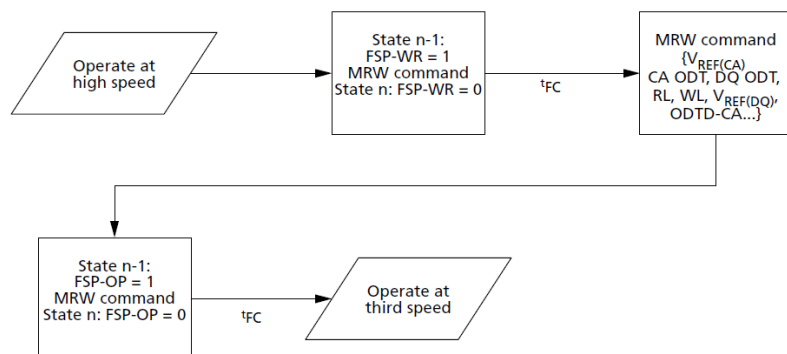 Operate at
high speed
State n-1:
FSP-WR = 1
MRW command
State n: FSP-WR = 0
tFC
MRW command
{VREF(CA)
CA ODT, DQ ODT,
RL, WL, VREF(DQ),
ODTD-CA...}
State n-1:
FSP-OP = 1
MRW command
State n: FSP-OP = 0
tFC
Operate at
third speed